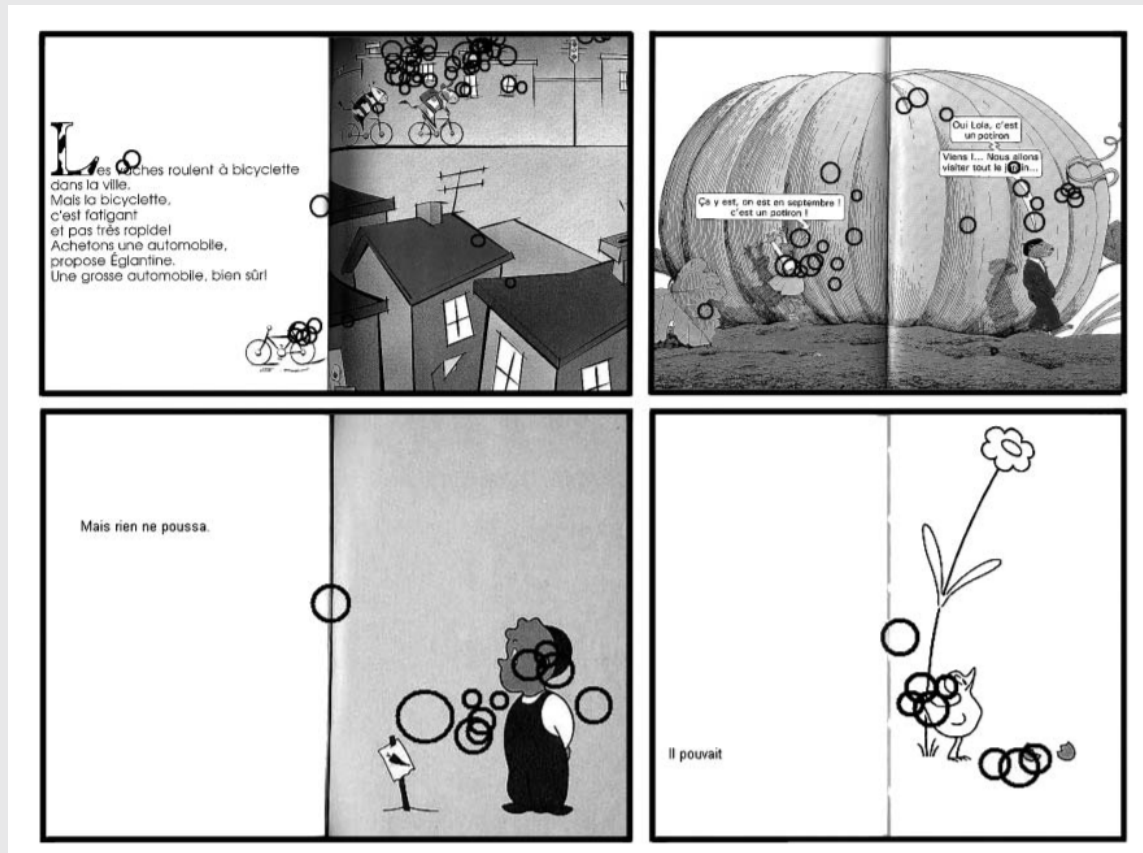 Les vaches roulent à bicyclette
dans la ville.
Mais la bicyclette,
c'est fatigant
et pas très rapide!
Achetons une automobile,
propose Églantine.
Une grosse automobile, bien sûr!
Ça y est, on est en septembre !
c'est un potiron !
Oui Lola, c'est
un potiron
Viens !... Nous allons
visiter tout le jardin...
Mais rien ne poussa.
Il pouvait